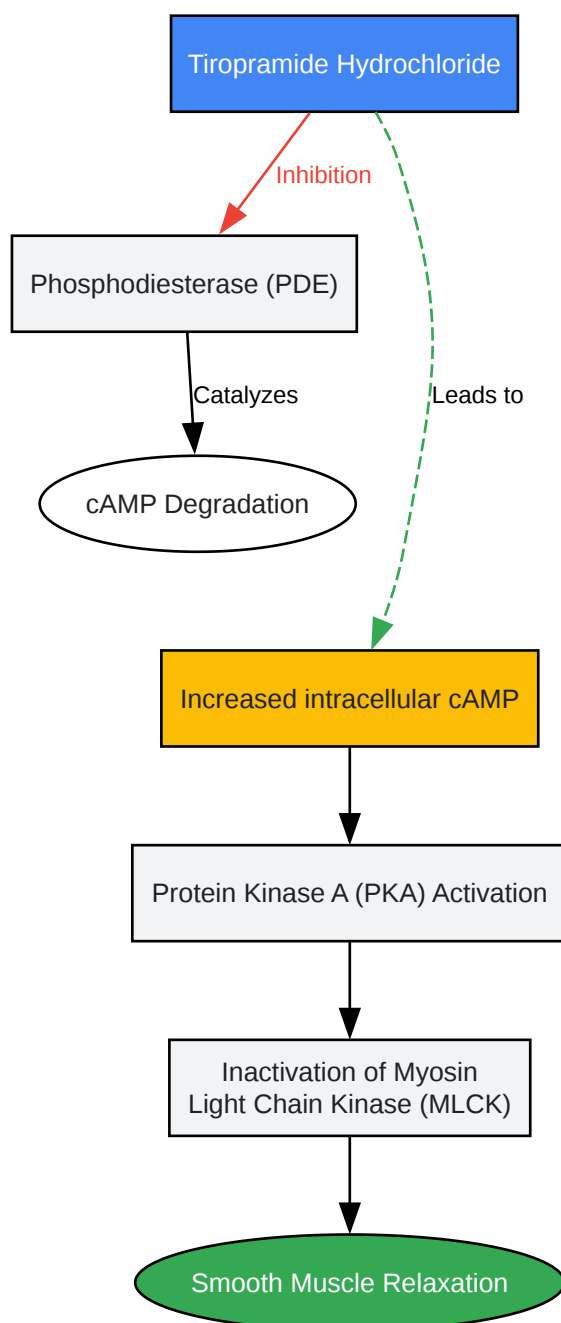 Tiropramide Hydrochloride
Inhibition
Phosphodiesterase (PDE)
Catalyzes
Leads to
cAMP Degradation
Increased intracellular cAMP
Protein Kinase A (PKA) Activation
Inactivation of Myosin
Light Chain Kinase (MLCK)
Smooth Muscle Relaxation